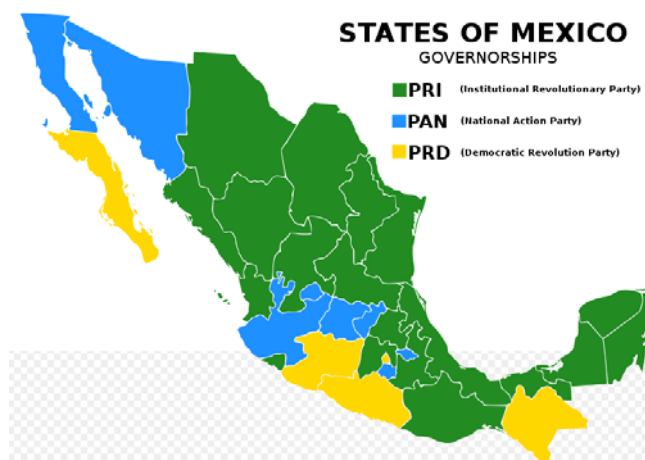 STATES OF MEXICO
GOVERNORSHIPS
PRI (Institutional Revolutionary Party)
PAN (National Action Party)
PRD (Democratic Revolution Party)